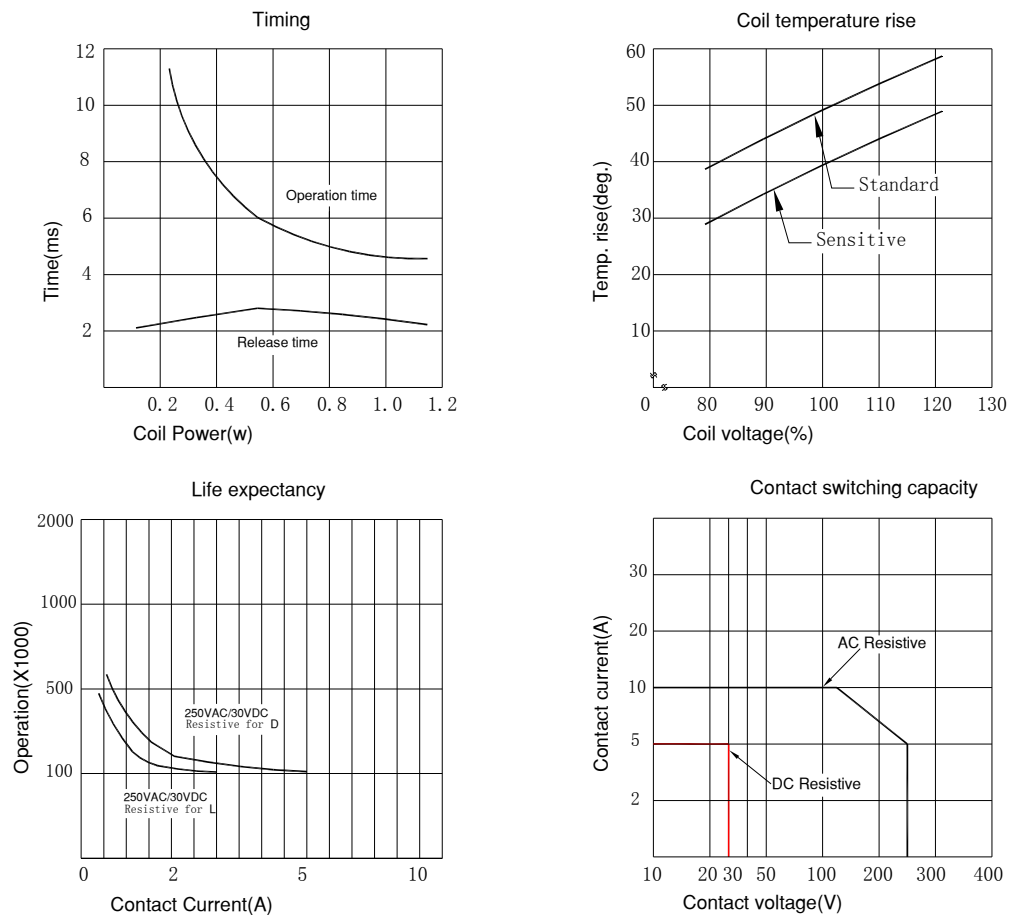 Timing
12
10
8
6
4
2
Time(ms)
Operation time
Release time
0.2 0.4 0.6 0.8 1.0 1.2
Coil Power(w)
Coil temperature rise
60
50
40
30
20
10
Temp. rise(deg.)
Standard
Sensitive
0 80 90 100 110 120 130
Coil voltage(%)
Life expectancy
2000
1000
500
100
Operation(X1000)
250VAC/30VDC
Resistive for D
250VAC/30VDC
Resistive for L
0 2 5 10
Contact Current(A)
Contact switching capacity
30
20
10
5
2
Contact current(A)
AC Resistive
DC Resistive
10 20 30 50 100 200 300 400
Contact voltage(V)